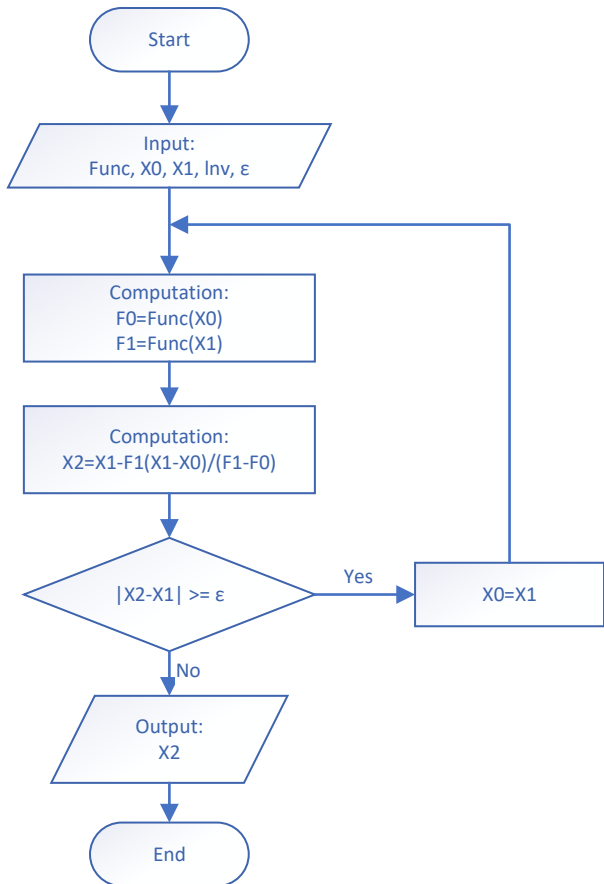 Start
Input:
Func, X0, X1, lnv, ε
Computation:
F0=Func(X0)
F1=Func(X1)
Computation:
X2=X1-F1(X1-X0)/(F1-F0)
|X2-X1| >= ε
Yes
X0=X1
No
Output:
X2
End